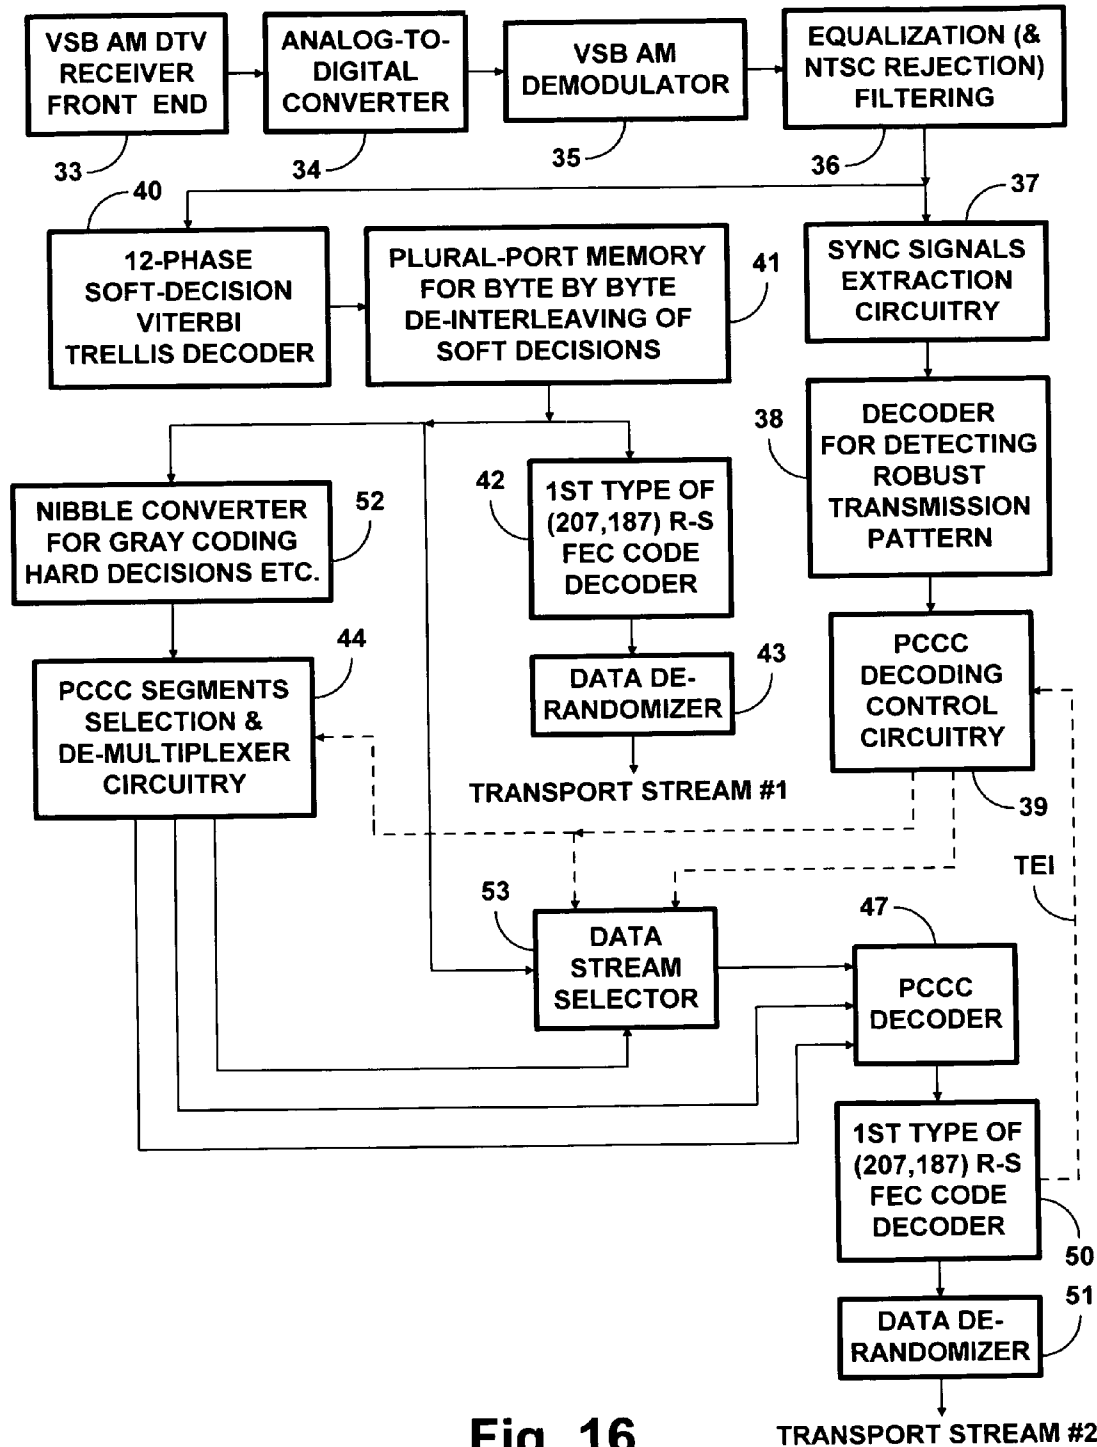 VSB AM DTV
RECEIVER
FRONT END
33
ANALOG-TO-
DIGITAL
CONVERTER
34
VSB AM
DEMODULATOR
35
EQUALIZATION (&
NTSC REJECTION)
FILTERING
36
40
12-PHASE
SOFT-DECISION
VITERBI
TRELLIS DECODER
PLURAL-PORT MEMORY
FOR BYTE BY BYTE
DE-INTERLEAVING OF
SOFT DECISIONS
41
37
SYNC SIGNALS
EXTRACTION
CIRCUITRY
38
DECODER
FOR DETECTING
ROBUST
TRANSMISSION
PATTERN
NIBBLE CONVERTER
FOR GRAY CODING
HARD DECISIONS ETC.
52
42
1ST TYPE OF
(207,187) R-S
FEC CODE
DECODER
44
PCCC SEGMENTS
SELECTION &
DE-MULTIPLEXER
CIRCUITRY
DATA DE-
RANDOMIZER
43
TRANSPORT STREAM #1
PCCC
DECODING
CONTROL
CIRCUITRY
39
TEI
53
DATA
STREAM
SELECTOR
47
PCCC
DECODER
1ST TYPE OF
(207,187) R-S
FEC CODE
DECODER
50
DATA DE-
RANDOMIZER
51
TRANSPORT STREAM #2
Fig. 16